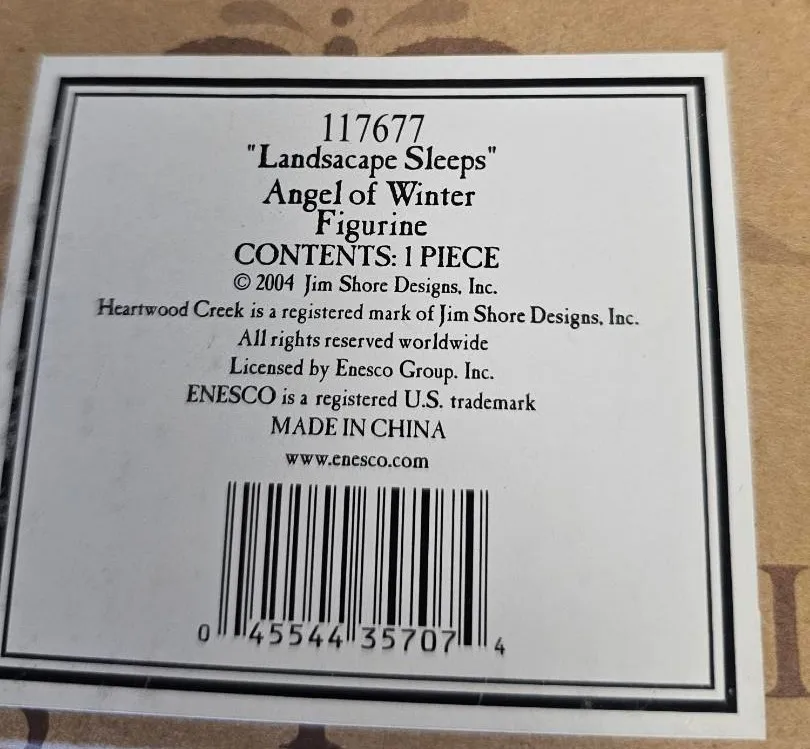 117677
"Landsacape Sleeps"
Angel of Winter
Figurine
CONTENTS: 1 PIECE
© 2004 Jim Shore Designs, Inc.
Heartwood Creek is a registered mark of Jim Shore Designs, Inc.
All rights reserved worldwide
Licensed by Enesco Group. Inc.
ENESCO is a registered U.S. trademark
MADE IN CHINA
www.enesco.com
0 45544 35707 4